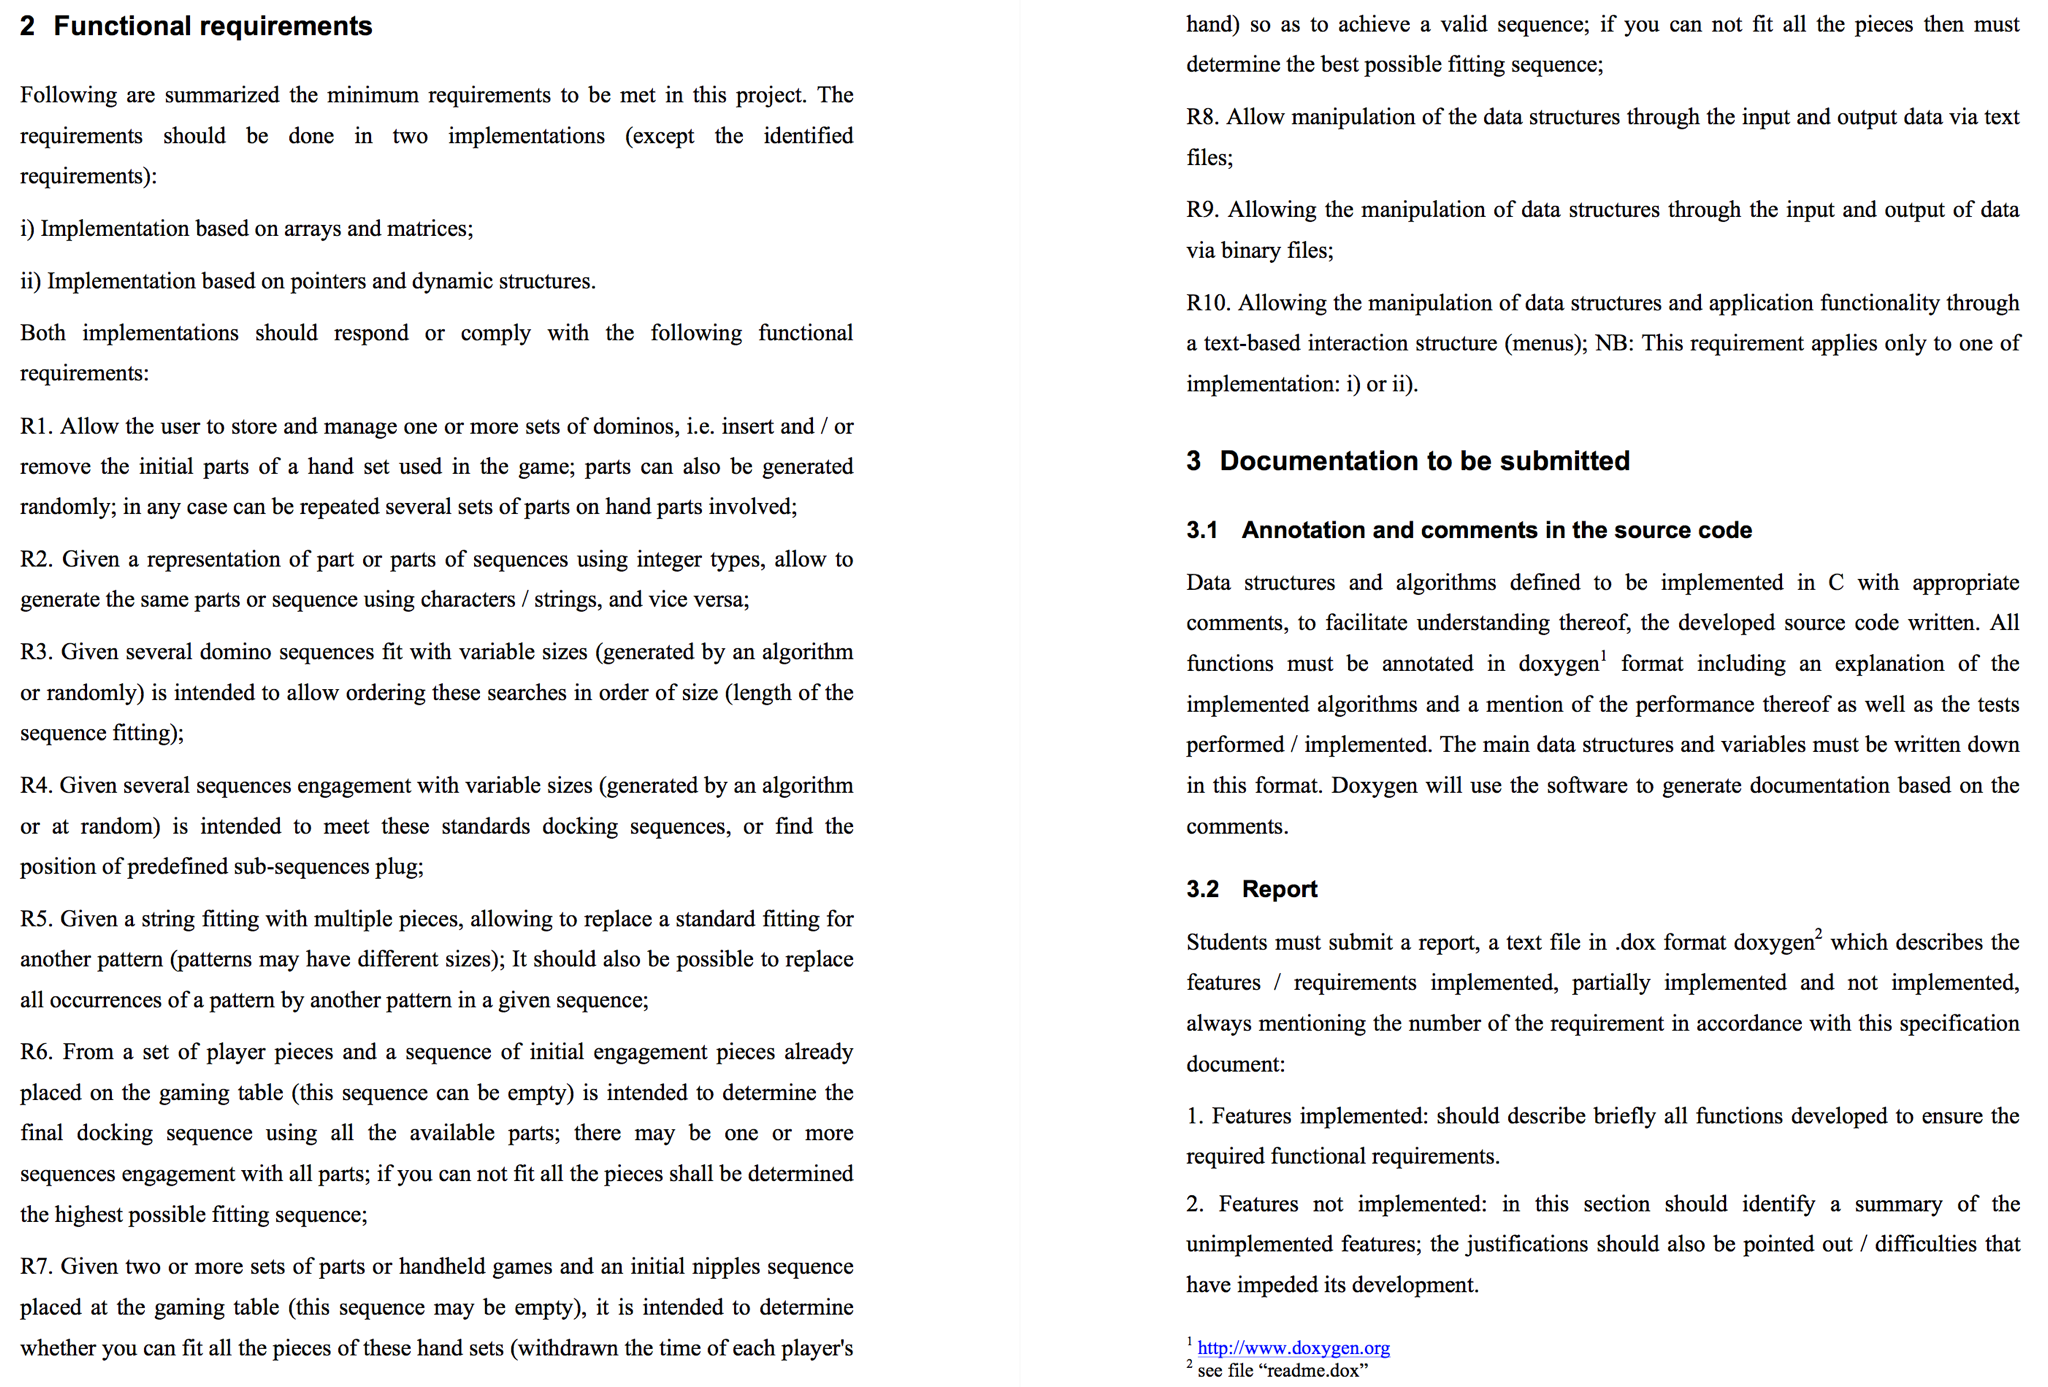 2 Functional requirements
Following are summarized the minimum requirements to be met in this project. The
requirements should be done in two implementations (except the identified
requirements):
i) Implementation based on arrays and matrices;
ii) Implementation based on pointers and dynamic structures.
Both implementations should respond or comply with the following functional
requirements:
R1. Allow the user to store and manage one or more sets of dominos, i.e. insert and / or
remove the initial parts of a hand set used in the game; parts can also be generated
randomly; in any case can be repeated several sets of parts on hand parts involved;
R2. Given a representation of part or parts of sequences using integer types, allow to
generate the same parts or sequence using characters / strings, and vice versa;
R3. Given several domino sequences fit with variable sizes (generated by an algorithm
or randomly) is intended to allow ordering these searches in order of size (length of the
sequence fitting);
R4. Given several sequences engagement with variable sizes (generated by an algorithm
or at random) is intended to meet these standards docking sequences, or find the
position of predefined sub-sequences plug;
R5. Given a string fitting with multiple pieces, allowing to replace a standard fitting for
another pattern (patterns may have different sizes); It should also be possible to replace
all occurrences of a pattern by another pattern in a given sequence;
R6. From a set of player pieces and a sequence of initial engagement pieces already
placed on the gaming table (this sequence can be empty) is intended to determine the
final docking sequence using all the available parts; there may be one or more
sequences engagement with all parts; if you can not fit all the pieces shall be determined
the highest possible fitting sequence;
R7. Given two or more sets of parts or handheld games and an initial nipples sequence
placed at the gaming table (this sequence may be empty), it is intended to determine
whether you can fit all the pieces of these hand sets (withdrawn the time of each player's
hand) so as to achieve a valid sequence; if you can not fit all the pieces then must
determine the best possible fitting sequence;
R8. Allow manipulation of the data structures through the input and output data via text
files;
R9. Allowing the manipulation of data structures through the input and output of data
via binary files;
R10. Allowing the manipulation of data structures and application functionality through
a text-based interaction structure (menus); NB: This requirement applies only to one of
implementation: i) or ii).
3 Documentation to be submitted
3.1 Annotation and comments in the source code
Data structures and algorithms defined to be implemented in C with appropriate
comments, to facilitate understanding thereof, the developed source code written. All
functions must be annotated in doxygen1 format including an explanation of the
implemented algorithms and a mention of the performance thereof as well as the tests
performed / implemented. The main data structures and variables must be written down
in this format. Doxygen will use the software to generate documentation based on the
comments.
3.2 Report
Students must submit a report, a text file in .dox format doxygen2 which describes the
features / requirements implemented, partially implemented and not implemented,
always mentioning the number of the requirement in accordance with this specification
document:
1. Features implemented: should describe briefly all functions developed to ensure the
required functional requirements.
2. Features not implemented: in this section should identify a summary of the
unimplemented features; the justifications should also be pointed out / difficulties that
have impeded its development.
1 http://www.doxygen.org
2 see file “readme.dox”